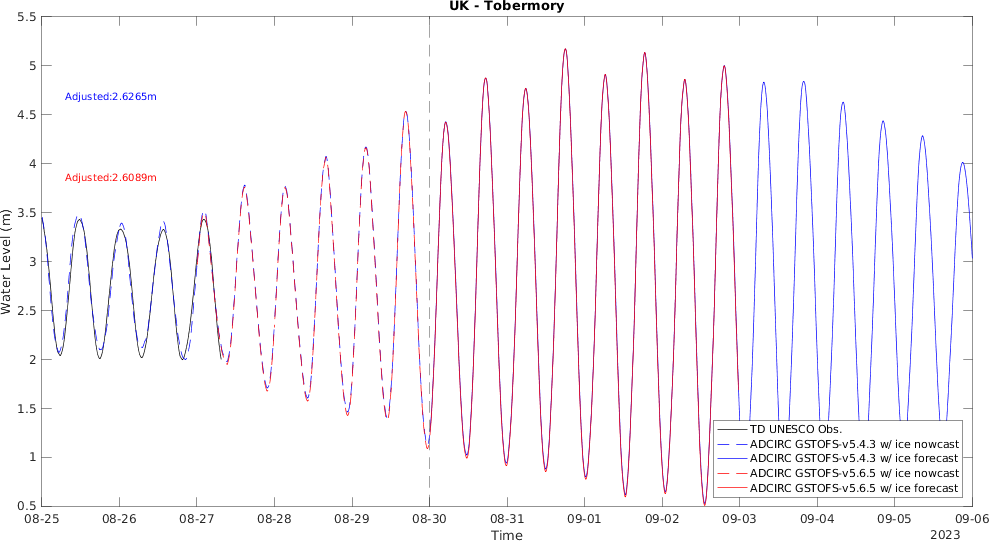 UK - Tobermory
5.5
5
4.5
4
3.5
3
2.5
2
1.5
1
0.5
Water Level (m)
Adjusted:2.6265m
Adjusted:2.6089m
TD UNESCO Obs.
ADCIRC GSTOFS-v5.4.3 w/ ice nowcast
ADCIRC GSTOFS-v5.4.3 w/ ice forecast
ADCIRC GSTOFS-v5.6.5 w/ ice nowcast
ADCIRC GSTOFS-v5.6.5 w/ ice forecast
08-25 08-26 08-27 08-28 08-29 08-30 08-31 09-01 09-02 09-03 09-04 09-05 09-06
Time
2023